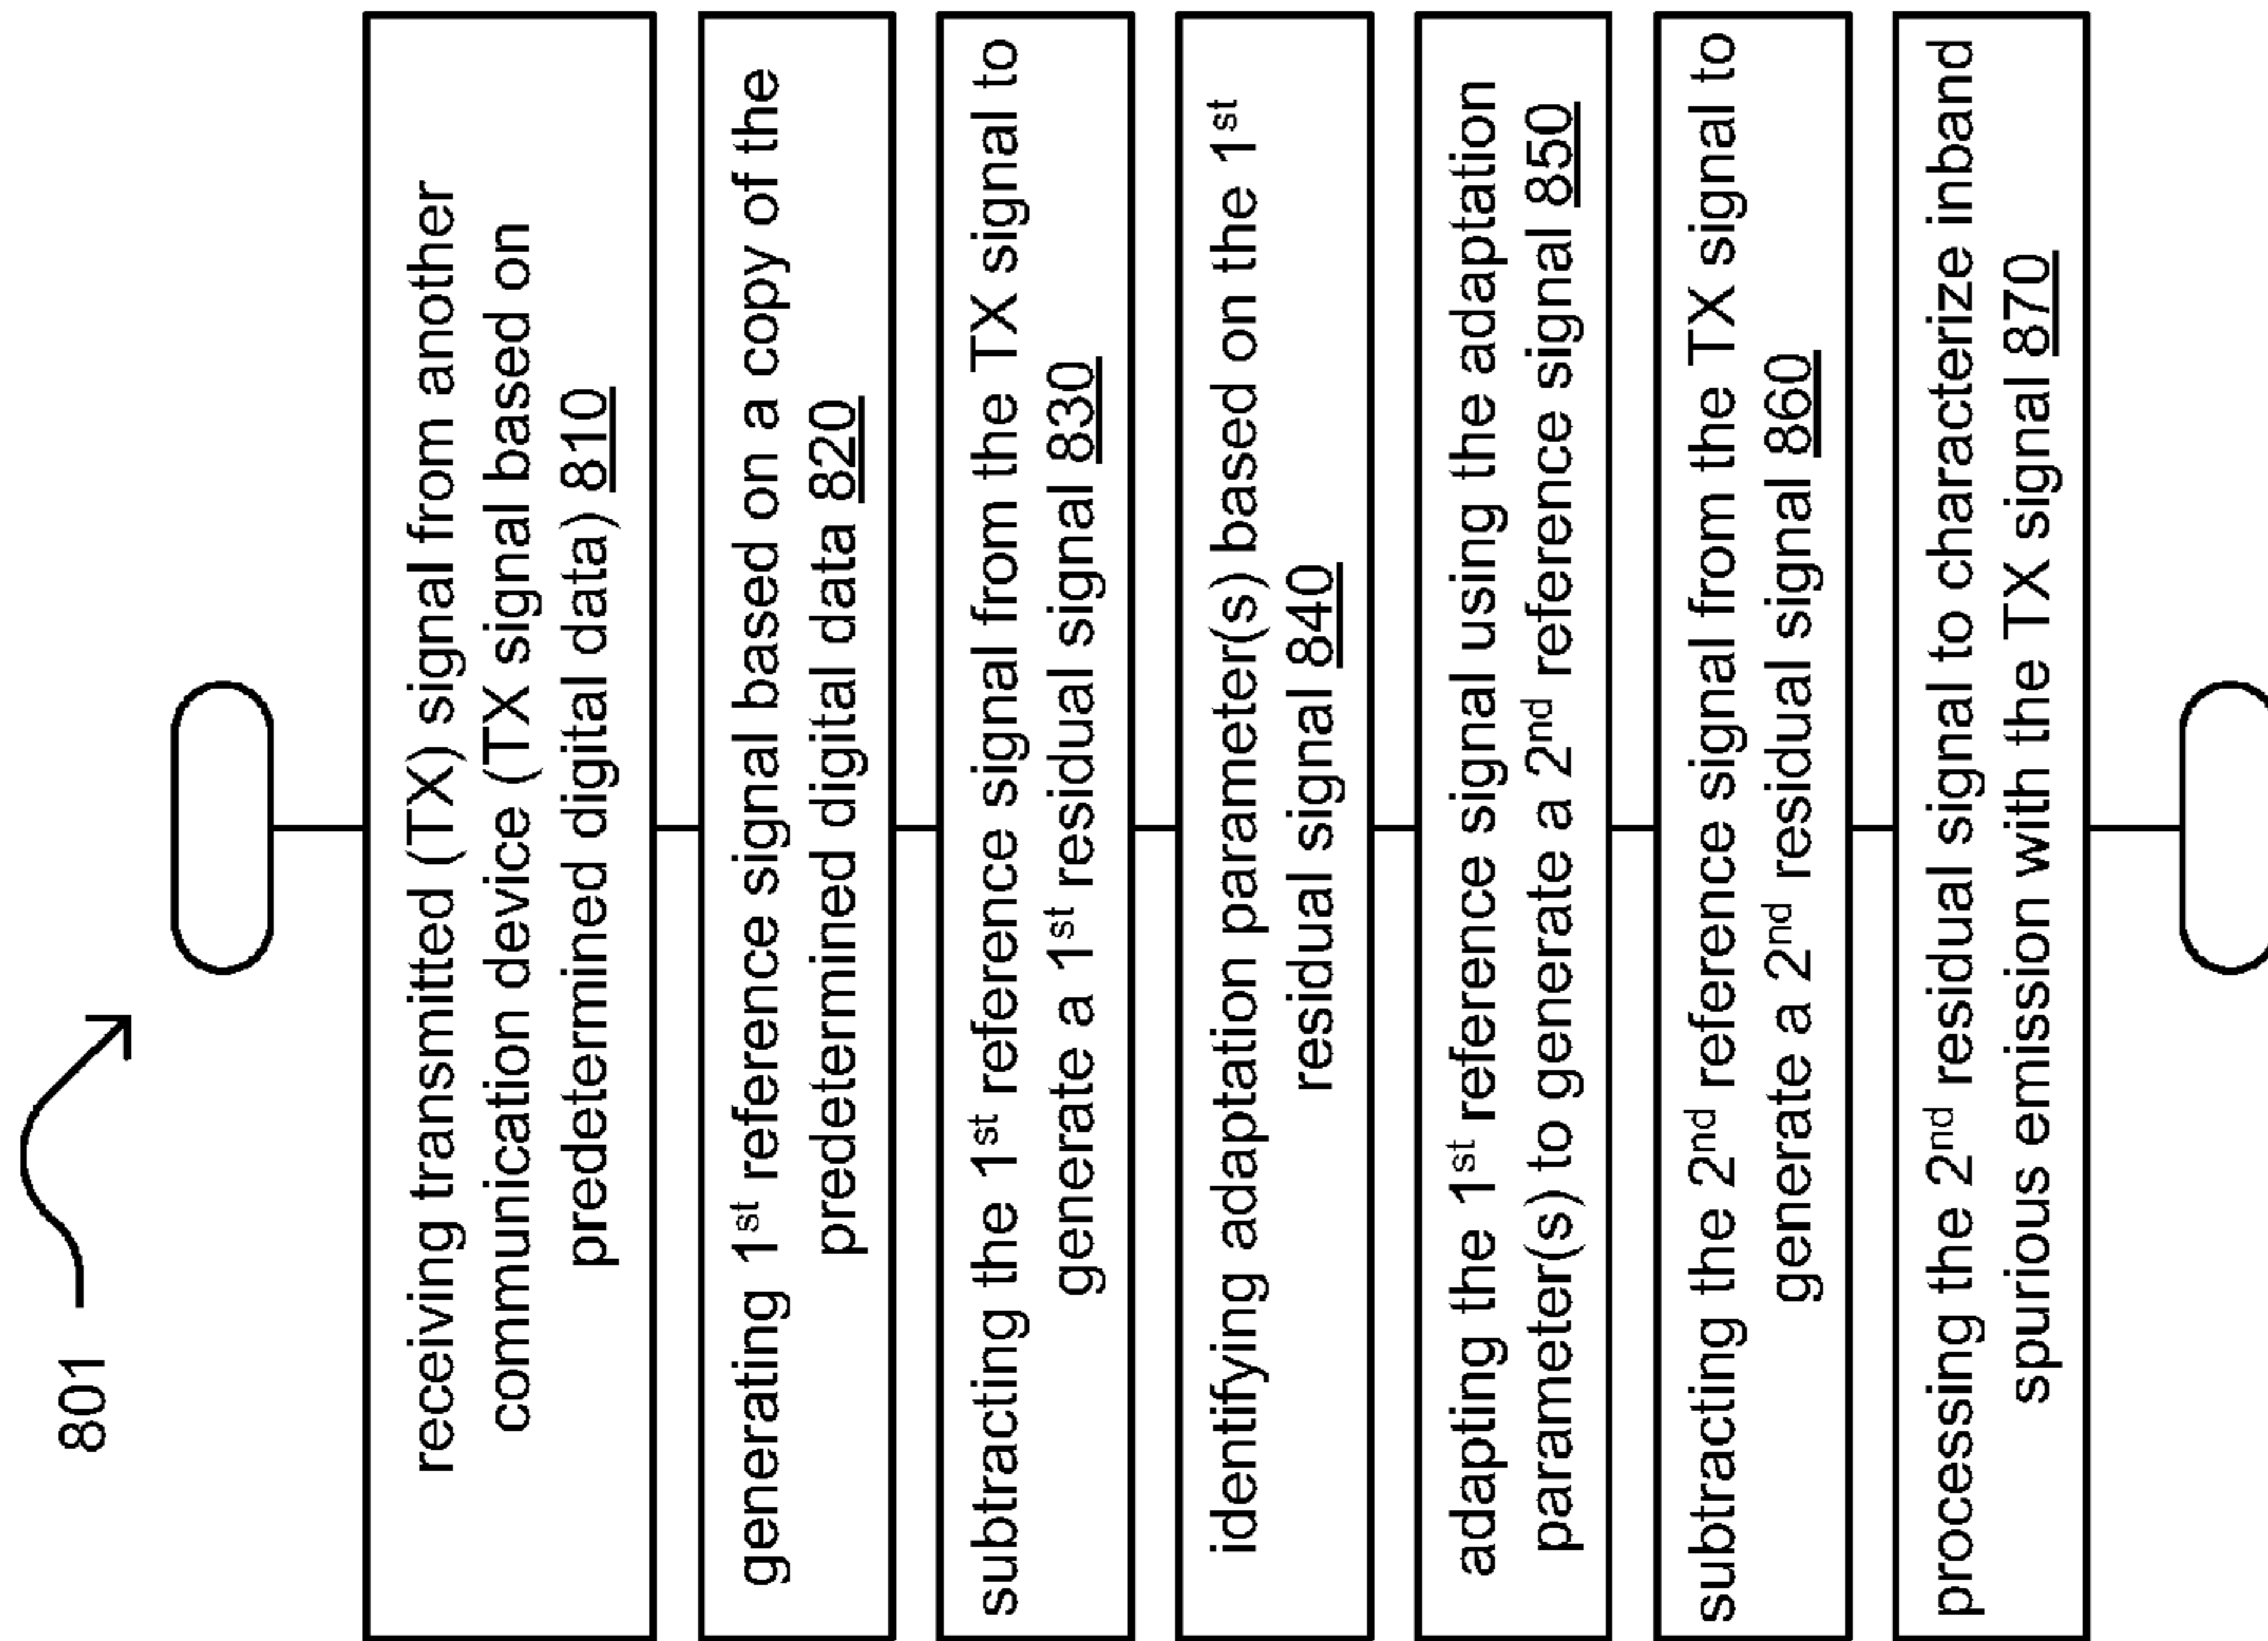 801
receiving transmitted (TX) signal from another
communication device (TX signal based on
predetermined digital data) 810
generating 1st reference signal based on a copy of the
predetermined digital data 820
subtracting the 1st reference signal from the TX signal to
generate a 1st residual signal 830
identifying adaptation parameter(s) based on the 1st
residual signal 840
adapting the 1st reference signal using the adaptation
parameter(s) to generate a 2nd reference signal 850
subtracting the 2nd reference signal from the TX signal to
generate a 2nd residual signal 860
processing the 2nd residual signal to characterize inband
spurious emission with the TX signal 870